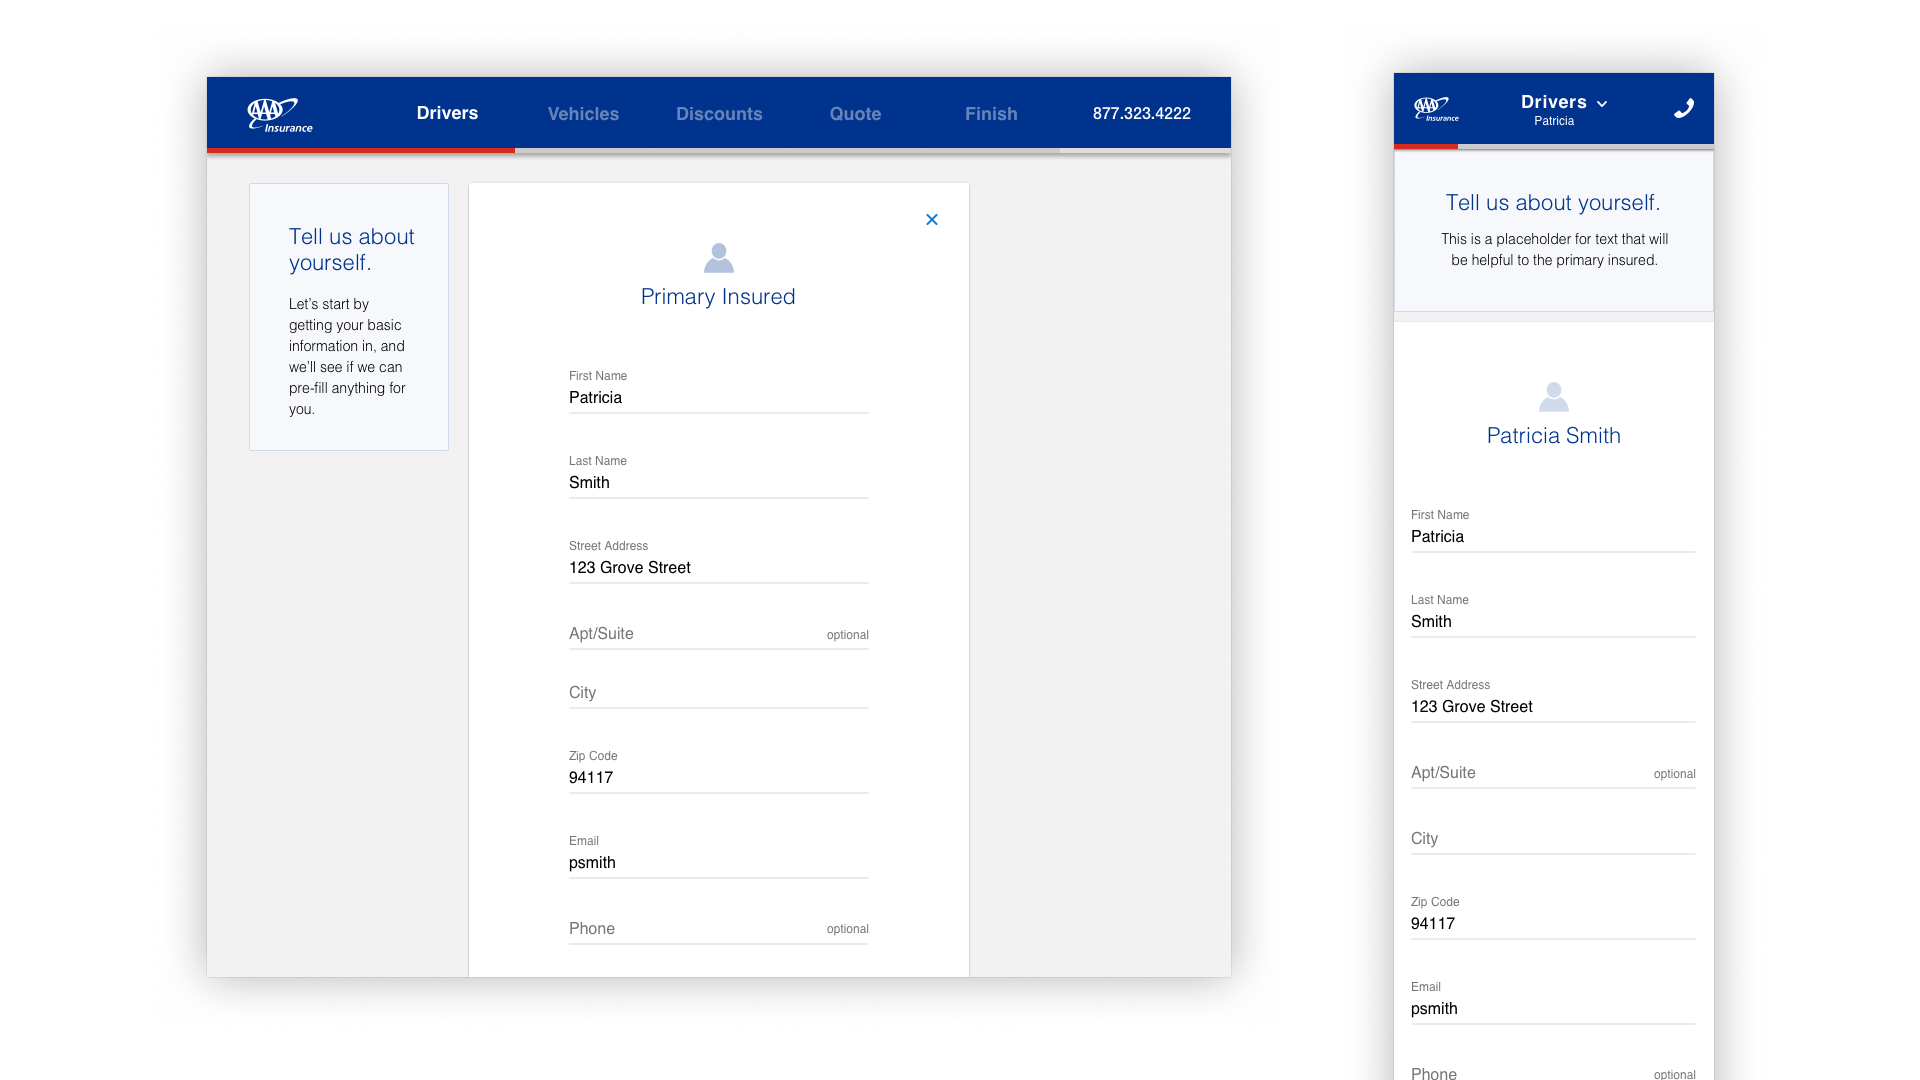 AAA Insurance
Drivers
Vehicles
Discounts
Quote
Finish
877.323.4222
Tell us about
yourself.
Let's start by
getting your basic
information in, and
we'll see if we can
pre-fill anything for
you.
Primary Insured
First Name
Patricia
Last Name
Smith
Street Address
123 Grove Street
Apt/Suite optional
City
Zip Code
94117
Email
psmith
Phone optional
AAA Insurance
Drivers
Patricia
Tell us about yourself.
This is a placeholder for text that will
be helpful to the primary insured.
Patricia Smith
First Name
Patricia
Last Name
Smith
Street Address
123 Grove Street
Apt/Suite optional
City
Zip Code
94117
Email
psmith
Phone optional